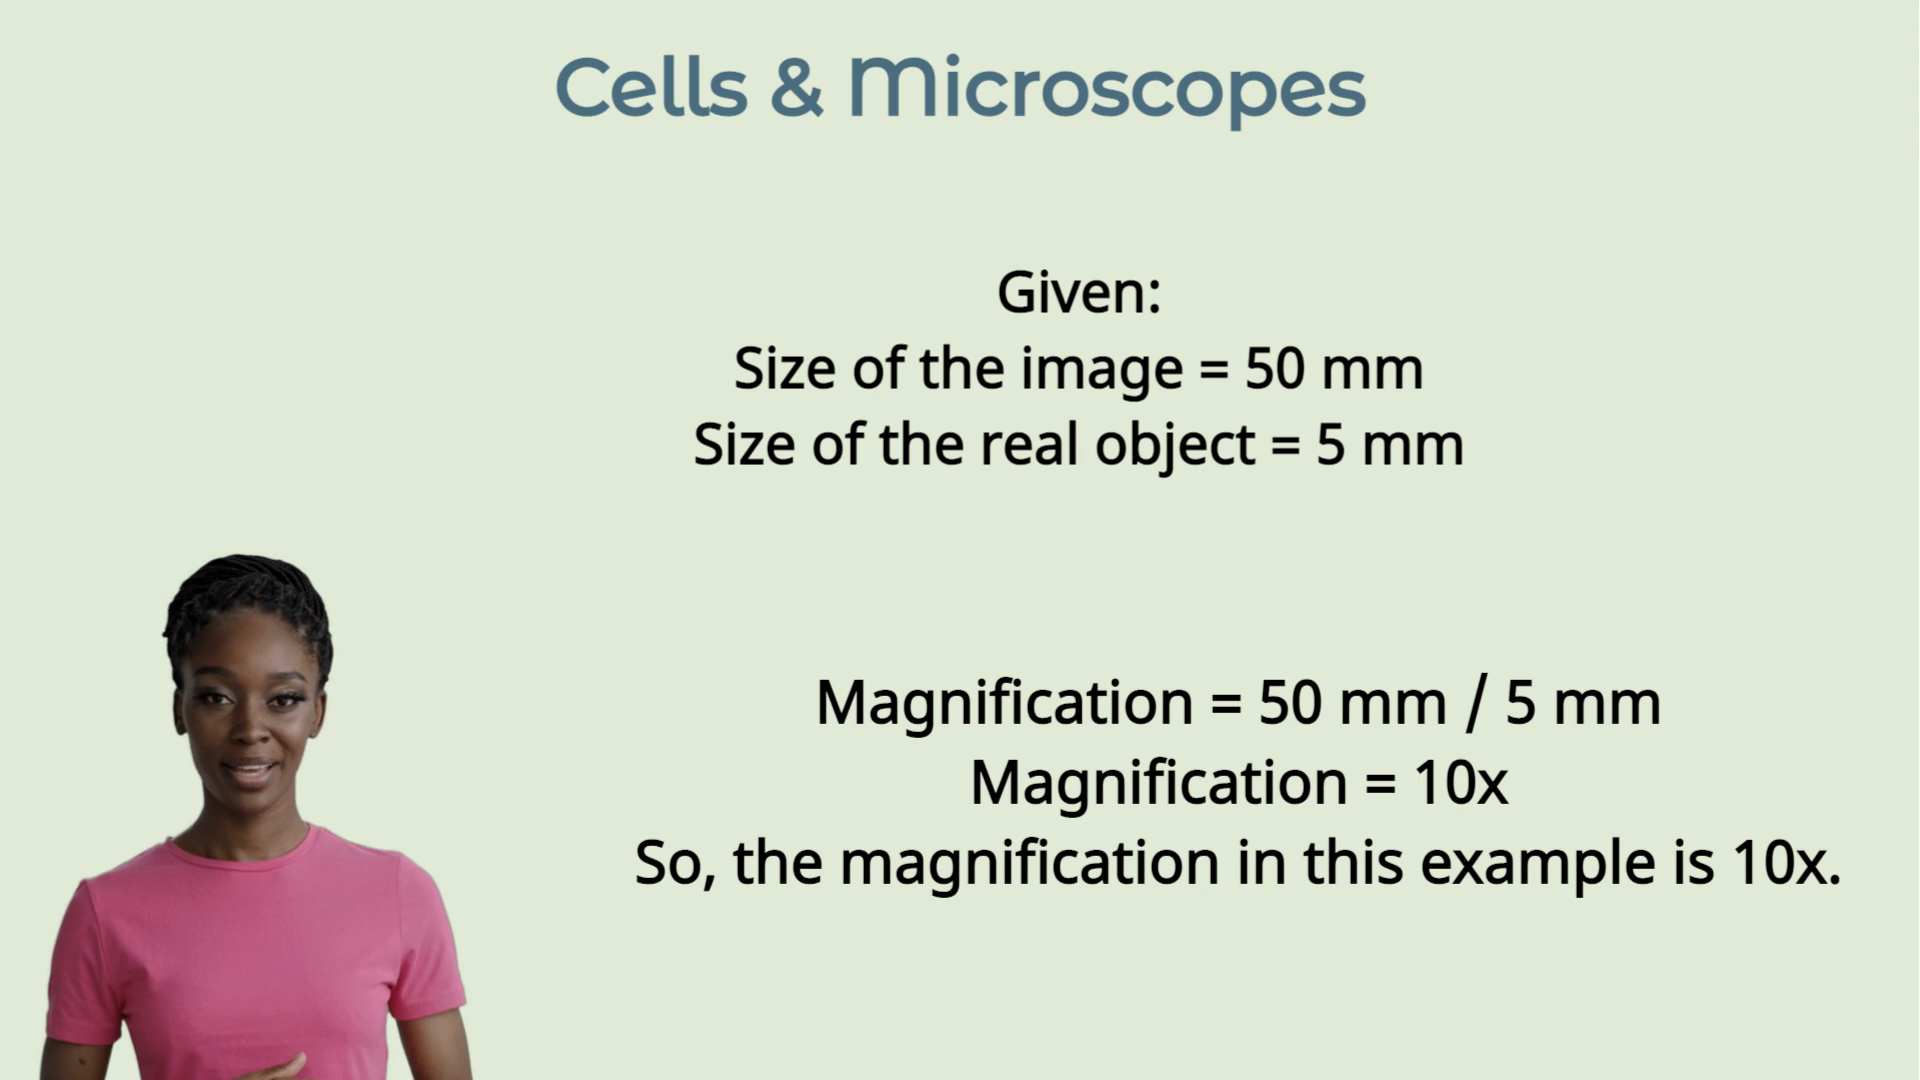 Cells & Microscopes
Given:
Size of the image = 50 mm
Size of the real object = 5 mm
Magnification = 50 mm / 5 mm
Magnification = 10x
So, the magnification in this example is 10x.